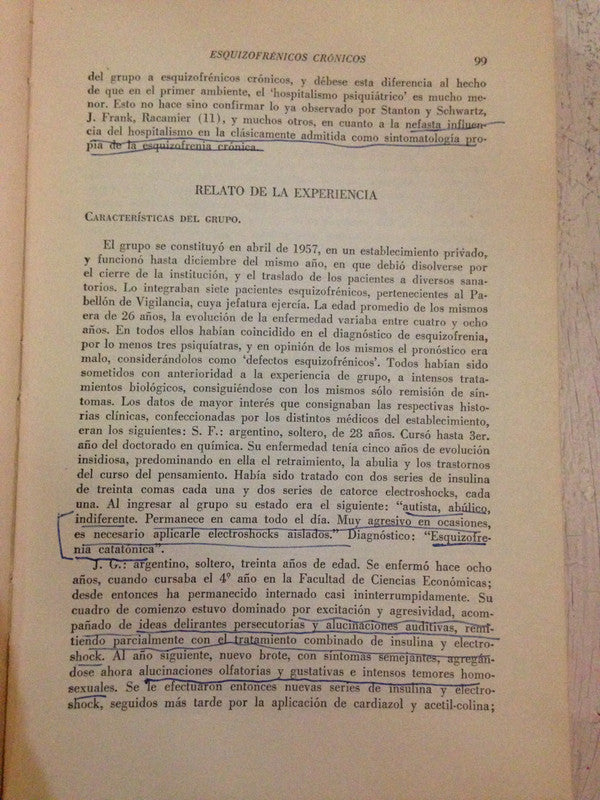 ESQUIZOFRÉNICOS CRÓNICOS 99
del grupo a esquizofrénicos crónicos, y débese esta diferencia al hecho
de que en el primer ambiente, el 'hospitalismo psiquiátrico' es mucho me-
nor. Esto no hace sino confirmar lo ya observado por Stanton y Schwartz,
J. Frank, Racamier (11), y muchos otros, en cuanto a la nefasta influen-
cia del hospitalismo en la clásicamente admitida como sintomatología pro-
pia de la esquizofrenia crónica.
RELATO DE LA EXPERIENCIA
CARACTERÍSTICAS DEL GRUPO.
El grupo se constituyó en abril de 1957, en un establecimiento privado,
y funcionó hasta diciembre del mismo año, en que debió disolverse por
el cierre de la institución, y el traslado de los pacientes a diversos sana-
torios. Lo integraban siete pacientes esquizofrénicos, pertenecientes al Pa-
bellón de Vigilancia, cuya jefatura ejercía. La edad promedio de los mismos
era de 26 años, la evolución de la enfermedad variaba entre cuatro y ocho
años. En todos ellos habían coincidido en el diagnóstico de esquizofrenia,
por lo menos tres psiquíatras, y en opinión de los mismos el pronóstico era
malo, considerándolos como 'defectos esquizofrénicos'. Todos habían sido
sometidos con anterioridad a la experiencia de grupo, a intensos trata-
mientos biológicos, consiguiéndose con los mismos sólo remisión de sín-
tomas. Los datos de mayor interés que consignaban las respectivas histo-
rias clínicas, confeccionadas por los distintos médicos del establecimiento,
eran los siguientes: S. F.: argentino, soltero, de 28 años. Cursó hasta 3er.
año del doctorado en química. Su enfermedad tenía cinco años de evolución
insidiosa, predominando en ella el retraimiento, la abulia y los trastornos
del curso del pensamiento. Había sido tratado con dos series de insulina
de treinta comas cada una y dos series de catorce electroshocks, cada
una. Al ingresar al grupo su estado era el siguiente: "autista, abúlico,
indiferente. Permanece en cama todo el día. Muy agresivo en ocasiones,
es necesario aplicarle electroshocks aislados." Diagnóstico: "Esquizofre-
nia catatónica".
J. G.: argentino, soltero, treinta años de edad. Se enfermó hace ocho
años, cuando cursaba el 4º año en la Facultad de Ciencias Económicas;
desde entonces ha permanecido internado casi ininterrumpidamente. Su
cuadro de comienzo estuvo dominado por excitación y agresividad, acom-
pañado de ideas delirantes persecutorias y alucinaciones auditivas, remi-
tiendo parcialmente con el tratamiento combinado de insulina y electro-
shock. Al año siguiente, nuevo brote, con síntomas semejantes, agregán-
dose ahora alucinaciones olfatorias y gustativas e intensos temores homo-
sexuales. Se le efectuaron entonces nuevas series de insulina y electro-
shock, seguidos más tarde por la aplicación de cardiazol y acetil-colina;